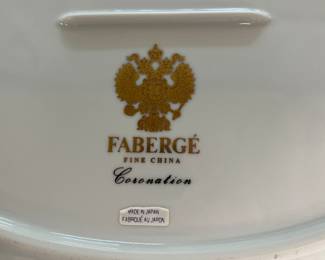 FABERGÉ
FINE CHINA
Coronation
MADE IN JAPAN
FABRIQUÉ AU JAPON